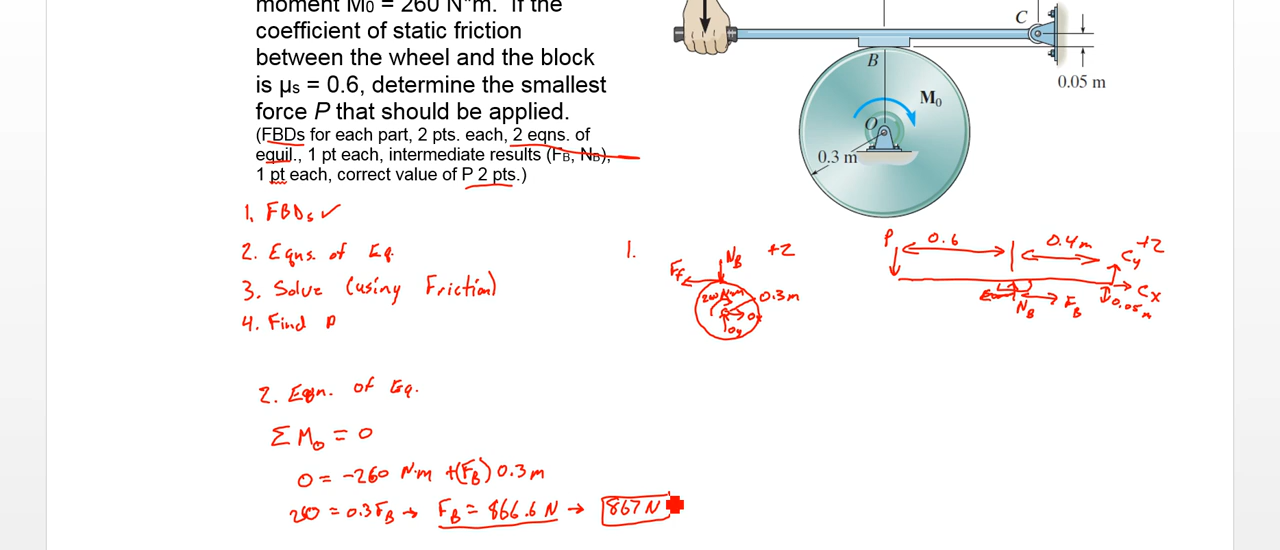 moment M₀ = 260 N*m. If the
coefficient of static friction
between the wheel and the block
is µs = 0.6, determine the smallest
force P that should be applied.
(FBDs for each part, 2 pts. each, 2 eqns. of
equil., 1 pt each, intermediate results (FB, NB),
1 pt each, correct value of P 2 pts.)
C
B
0.05 m
M₀
O
0.3 m
1. FBDs ✓
2. Eqns. of Eq.
3. Solve (using Friction)
4. Find P
1.
NB
+Z
Ff
0.3m
Ox
Oy
P
0.6
0.4m
+Z
Cy
Cx
NB
FB
0.05 m
2. Eqn. of Eq.
Σ Mo = 0
0 = -260 N·m +(FB) 0.3m
260 = 0.3FB → FB = 866.6 N → 867 N